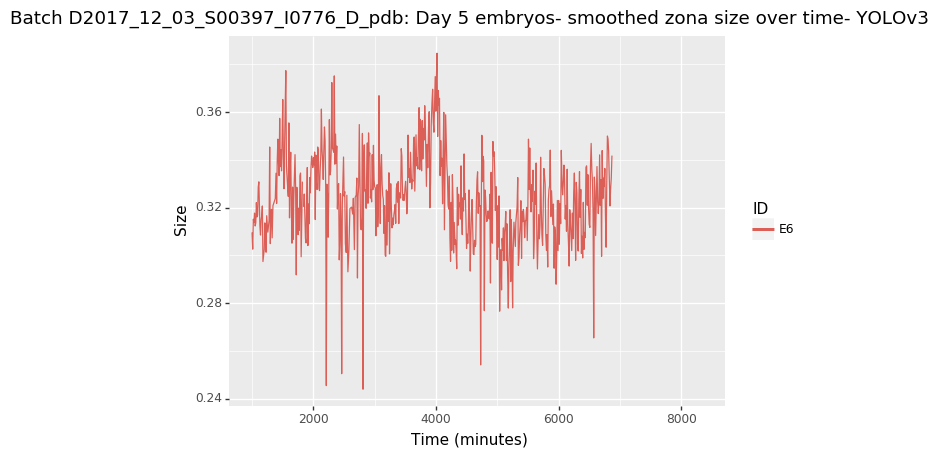 Batch D2017_12_03_S00397_I0776_D_pdb: Day 5 embryos- smoothed zona size over time- YOLOv3
0.36
0.32
0.28
0.24
Size
2000 4000 6000 8000
Time (minutes)
ID
E6